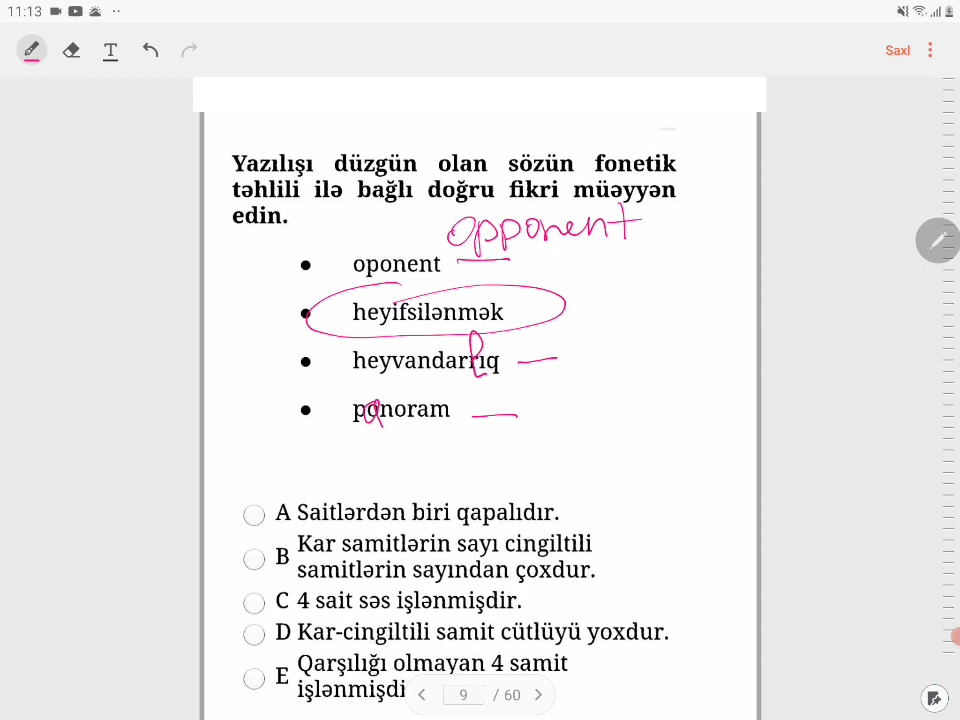 11:13
T
Saxl
Yazılışı düzgün olan sözün fonetik
təhlili ilə bağlı doğru fikri müəyyən
edin.
opponent
• oponent
• heyifsilənmək
l
• heyvandarrıq
a
• ponoram
A Saitlərdən biri qapalıdır.
B Kar samitlərin sayı cingiltili
samitlərin sayından çoxdur.
C 4 sait səs işlənmişdir.
D Kar-cingiltili samit cütlüyü yoxdur.
E Qarşılığı olmayan 4 samit
işlənmişdi
9 / 60